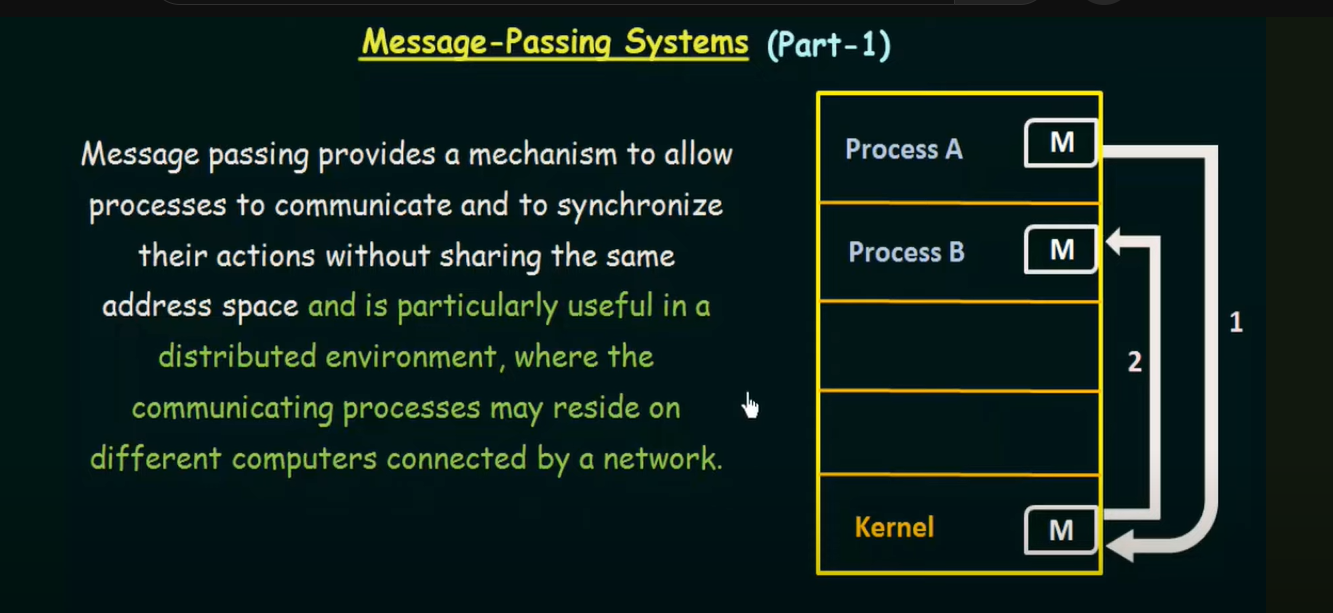 Message-Passing Systems (Part-1)
Message passing provides a mechanism to allow
processes to communicate and to synchronize
their actions without sharing the same
address space and is particularly useful in a
distributed environment, where the
communicating processes may reside on
different computers connected by a network.
Process A M
Process B M
1
2
Kernel M